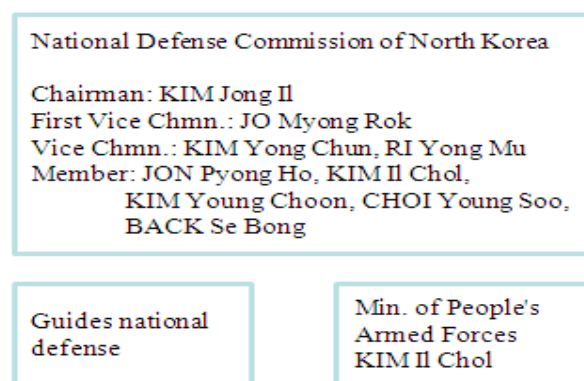 National Defense Commission of North Korea
Chairman: KIM Jong Il
First Vice Chmn.: JO Myong Rok
Vice Chmn.: KIM Yong Chun, RI Yong Mu
Member: JON Pyong Ho, KIM Il Chol,
KIM Young Choon, CHOI Young Soo,
BACK Se Bong
Guides national
defense
Min. of People's
Armed Forces
KIM Il Chol